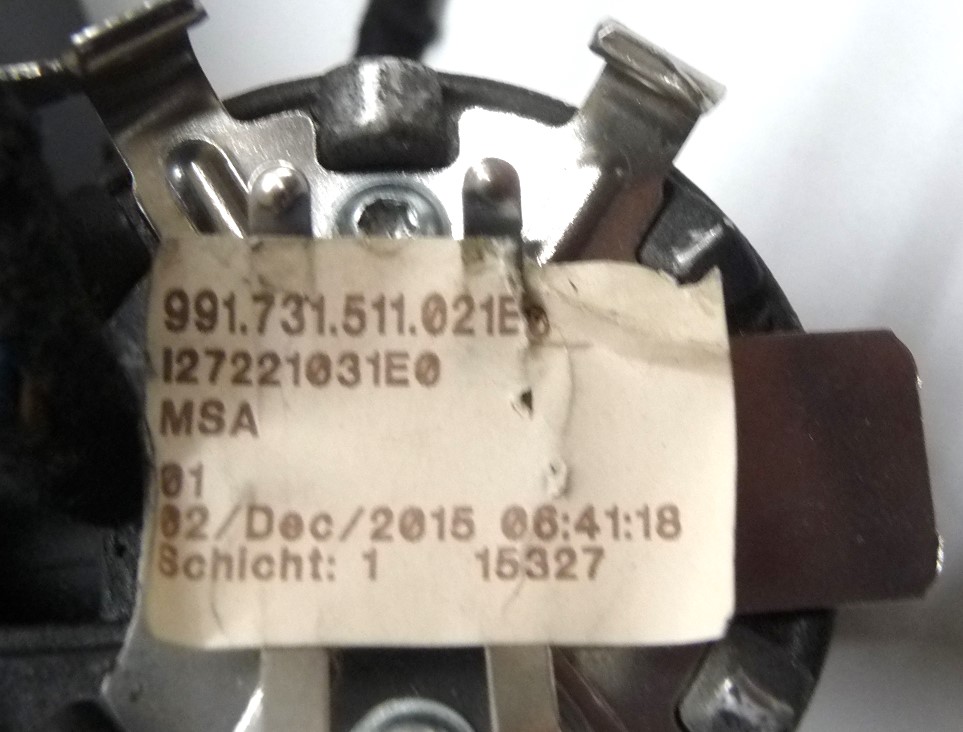 991.731.511.021E0
I27221031E0
MSA
01
02/Dec/2015 06:41:18
Schicht: 1 15327